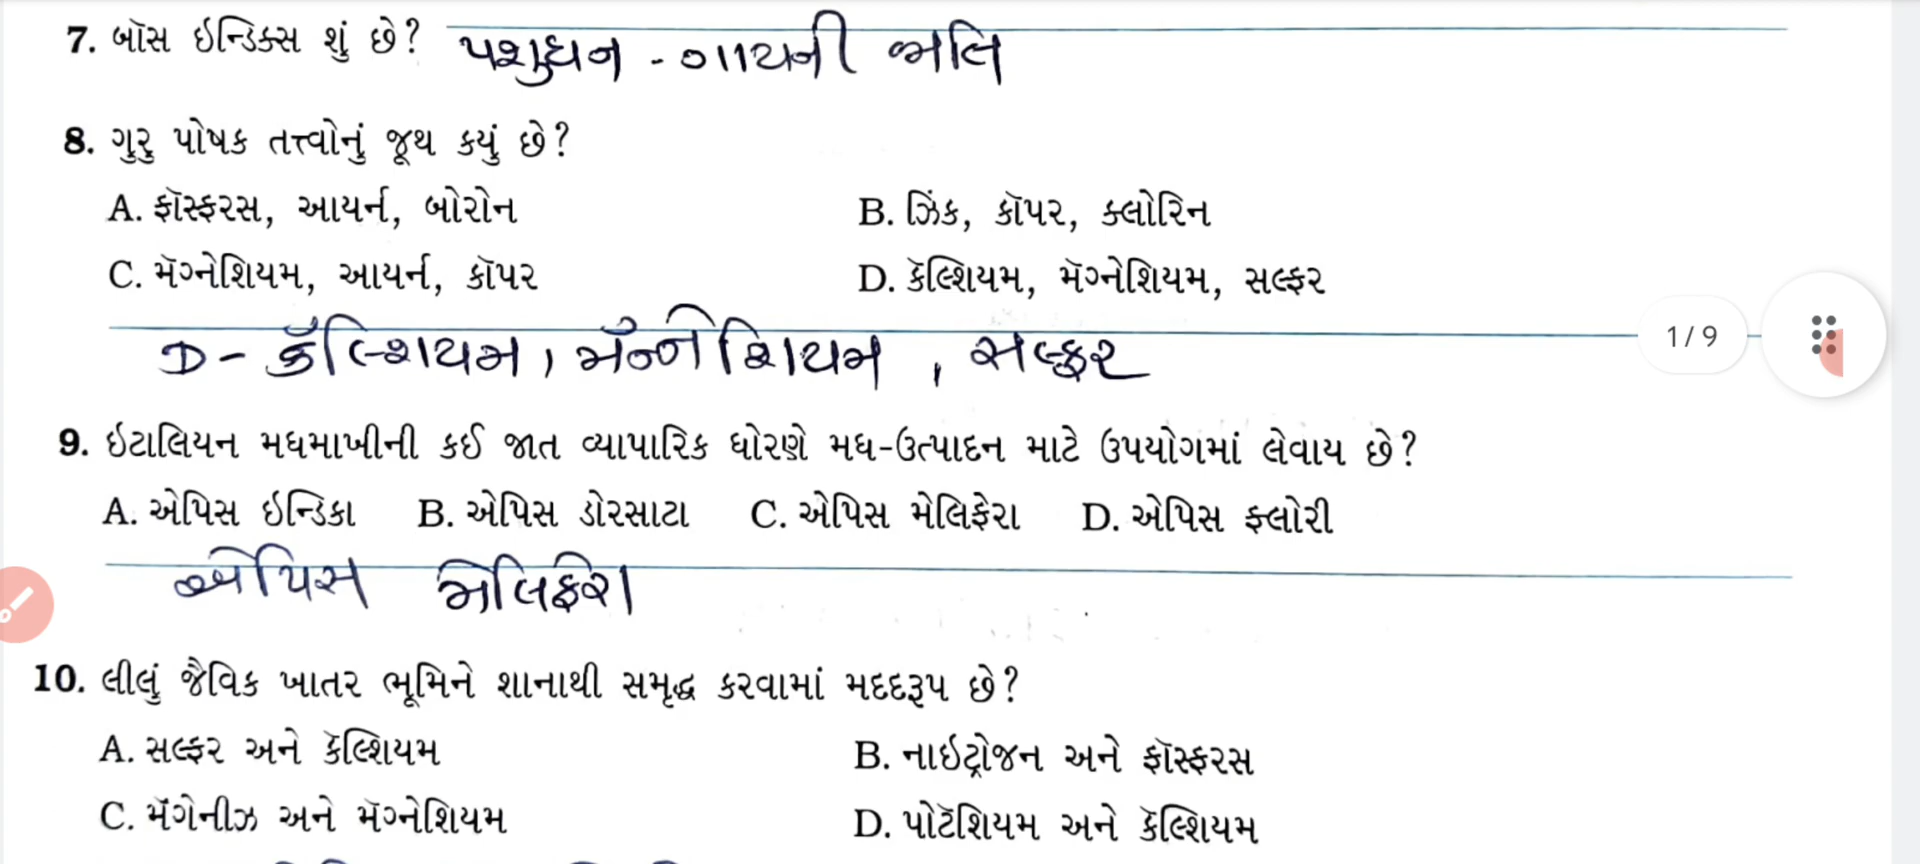 7. બૉસ ઇન્ડિક્સ શું છે? પશુધન - ગાયની જાતિ
8. ગુરુ પોષક તત્ત્વોનું જૂથ કયું છે?
A. ફૉસ્ફરસ, આયર્ન, બોરોન B. ઝિંક, કૉપર, ક્લોરિન
C. મૅગ્નેશિયમ, આયર્ન, કૉપર D. કૅલ્શિયમ, મૅગ્નેશિયમ, સલ્ફર
1/9
D - કૅલ્શિયમ, મૅગ્નેશિયમ, સલ્ફર
9. ઇટાલિયન મધમાખીની કઈ જાત વ્યાપારિક ધોરણે મધ-ઉત્પાદન માટે ઉપયોગમાં લેવાય છે?
A. એપિસ ઇન્ડિકા B. એપિસ ડોરસાટા C. એપિસ મેલિફેરા D. એપિસ ફ્લોરી
એપિસ મેલિફેરા
10. લીલું જૈવિક ખાતર ભૂમિને શાનાથી સમૃદ્ધ કરવામાં મદદરૂપ છે?
A. સલ્ફર અને કૅલ્શિયમ B. નાઇટ્રોજન અને ફૉસ્ફરસ
C. મૅંગેનીઝ અને મૅગ્નેશિયમ D. પોટૅશિયમ અને કૅલ્શિયમ